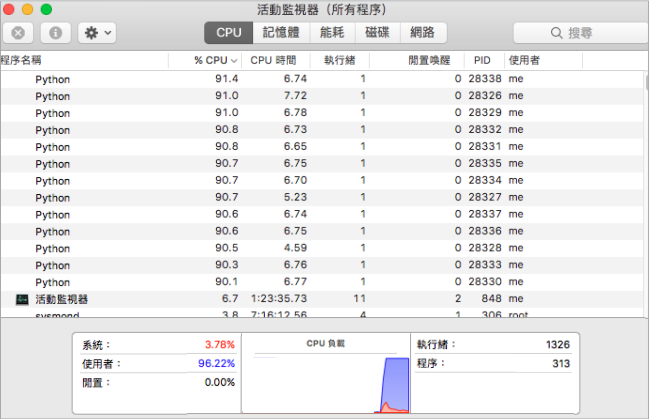 活動監視器（所有程序）
CPU 記憶體 能耗 磁碟 網路 搜尋
程序名稱 % CPU CPU 時間 執行緒 閒置喚醒 PID 使用者
Python 91.4 6.74 1 0 28338 me
Python 91.0 7.72 1 0 28326 me
Python 91.0 6.78 1 0 28329 me
Python 90.8 6.73 1 0 28332 me
Python 90.8 6.65 1 0 28331 me
Python 90.7 6.75 1 0 28335 me
Python 90.7 6.70 1 0 28334 me
Python 90.7 5.23 1 0 28327 me
Python 90.6 6.74 1 0 28337 me
Python 90.6 6.75 1 0 28336 me
Python 90.5 4.59 1 0 28328 me
Python 90.3 6.76 1 0 28333 me
Python 90.1 6.77 1 0 28330 me
活動監視器 6.7 1:23:35.73 11 2 848 me
sysmond 3.8 7:16:12.56 4 1 306 root
系統： 3.78% CPU 負載 執行緒： 1326
使用者： 96.22% 程序： 313
閒置： 0.00%